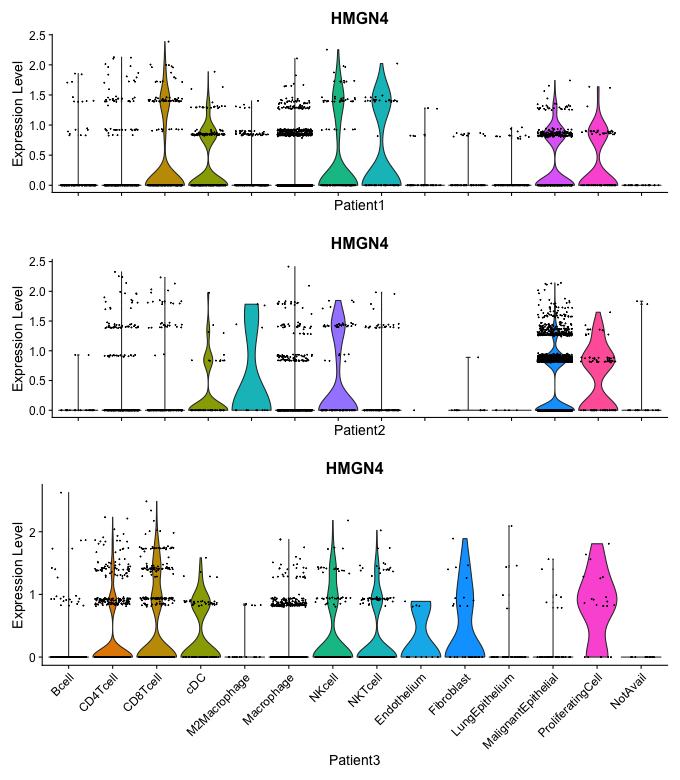 HMGN4
2.5
2.0
1.5
1.0
0.5
0.0
Expression Level
Patient1
HMGN4
2.5
2.0
1.5
1.0
0.5
0.0
Expression Level
Patient2
HMGN4
2
1
0
Expression Level
Bcell
CD4Tcell
CD8Tcell
cDC
M2Macrophage
Macrophage
NKcell
NKTcell
Endothelium
Fibroblast
LungEpithelium
MalignantEpithelial
ProliferatingCell
NotAvail
Patient3